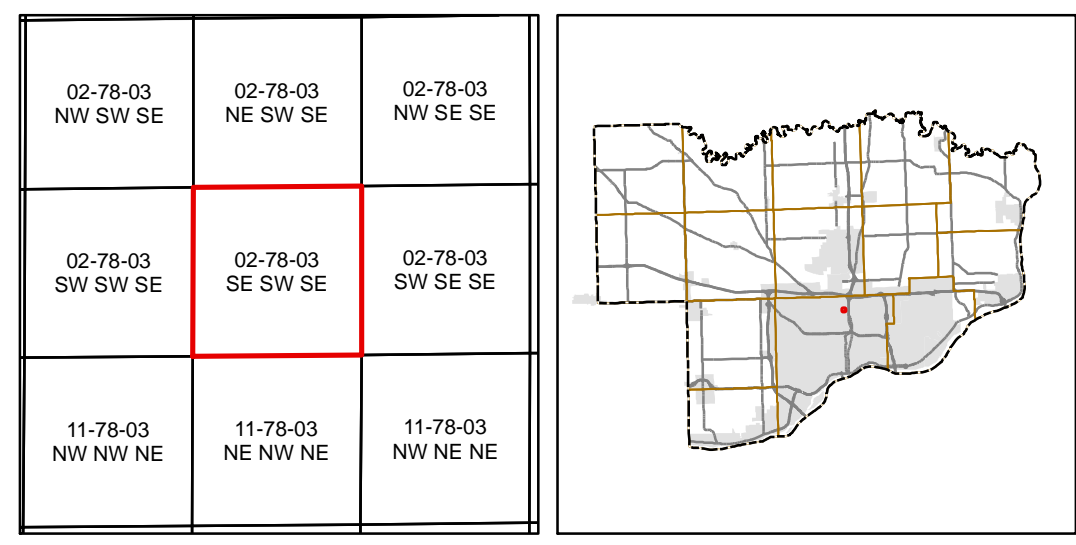 02-78-03
NW SW SE
02-78-03
NE SW SE
02-78-03
NW SE SE
02-78-03
SW SW SE
02-78-03
SE SW SE
02-78-03
SW SE SE
11-78-03
NW NW NE
11-78-03
NE NW NE
11-78-03
NW NE NE